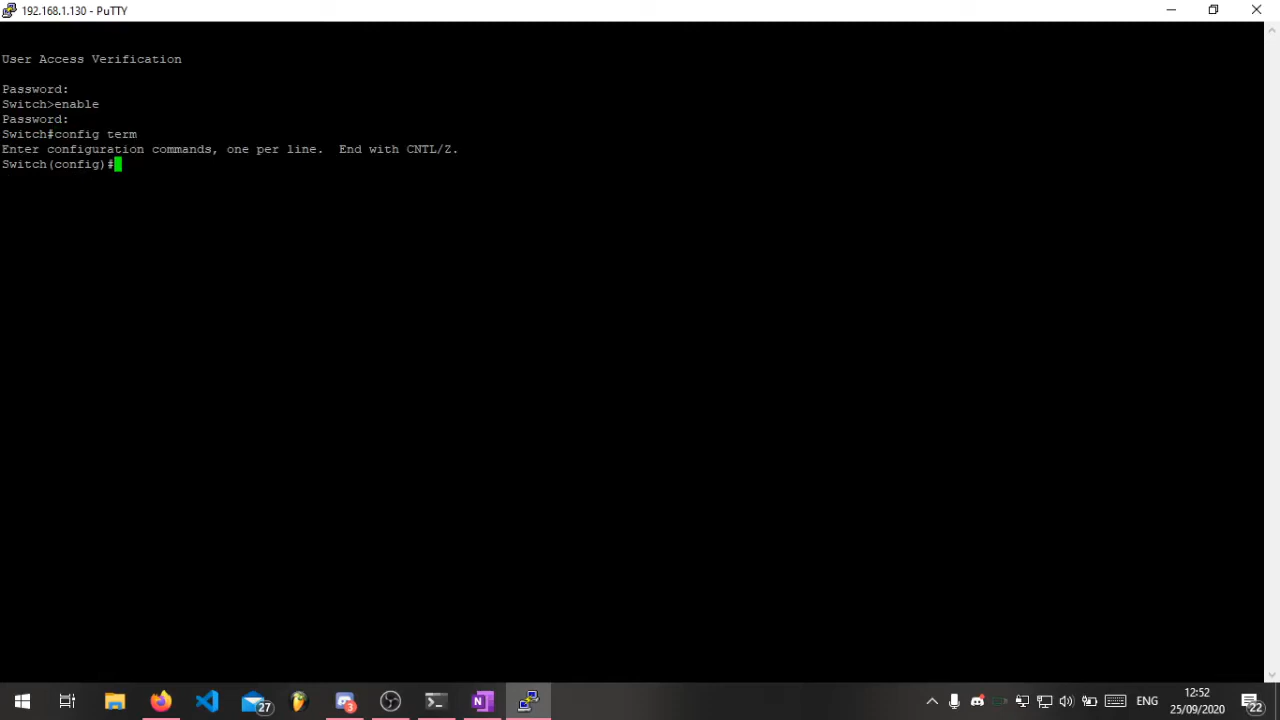 192.168.1.130 - PuTTY
User Access Verification
Password:
Switch>enable
Password:
Switch#config term
Enter configuration commands, one per line.  End with CNTL/Z.
Switch(config)#
27
3
N
ENG
12:52
25/09/2020
22